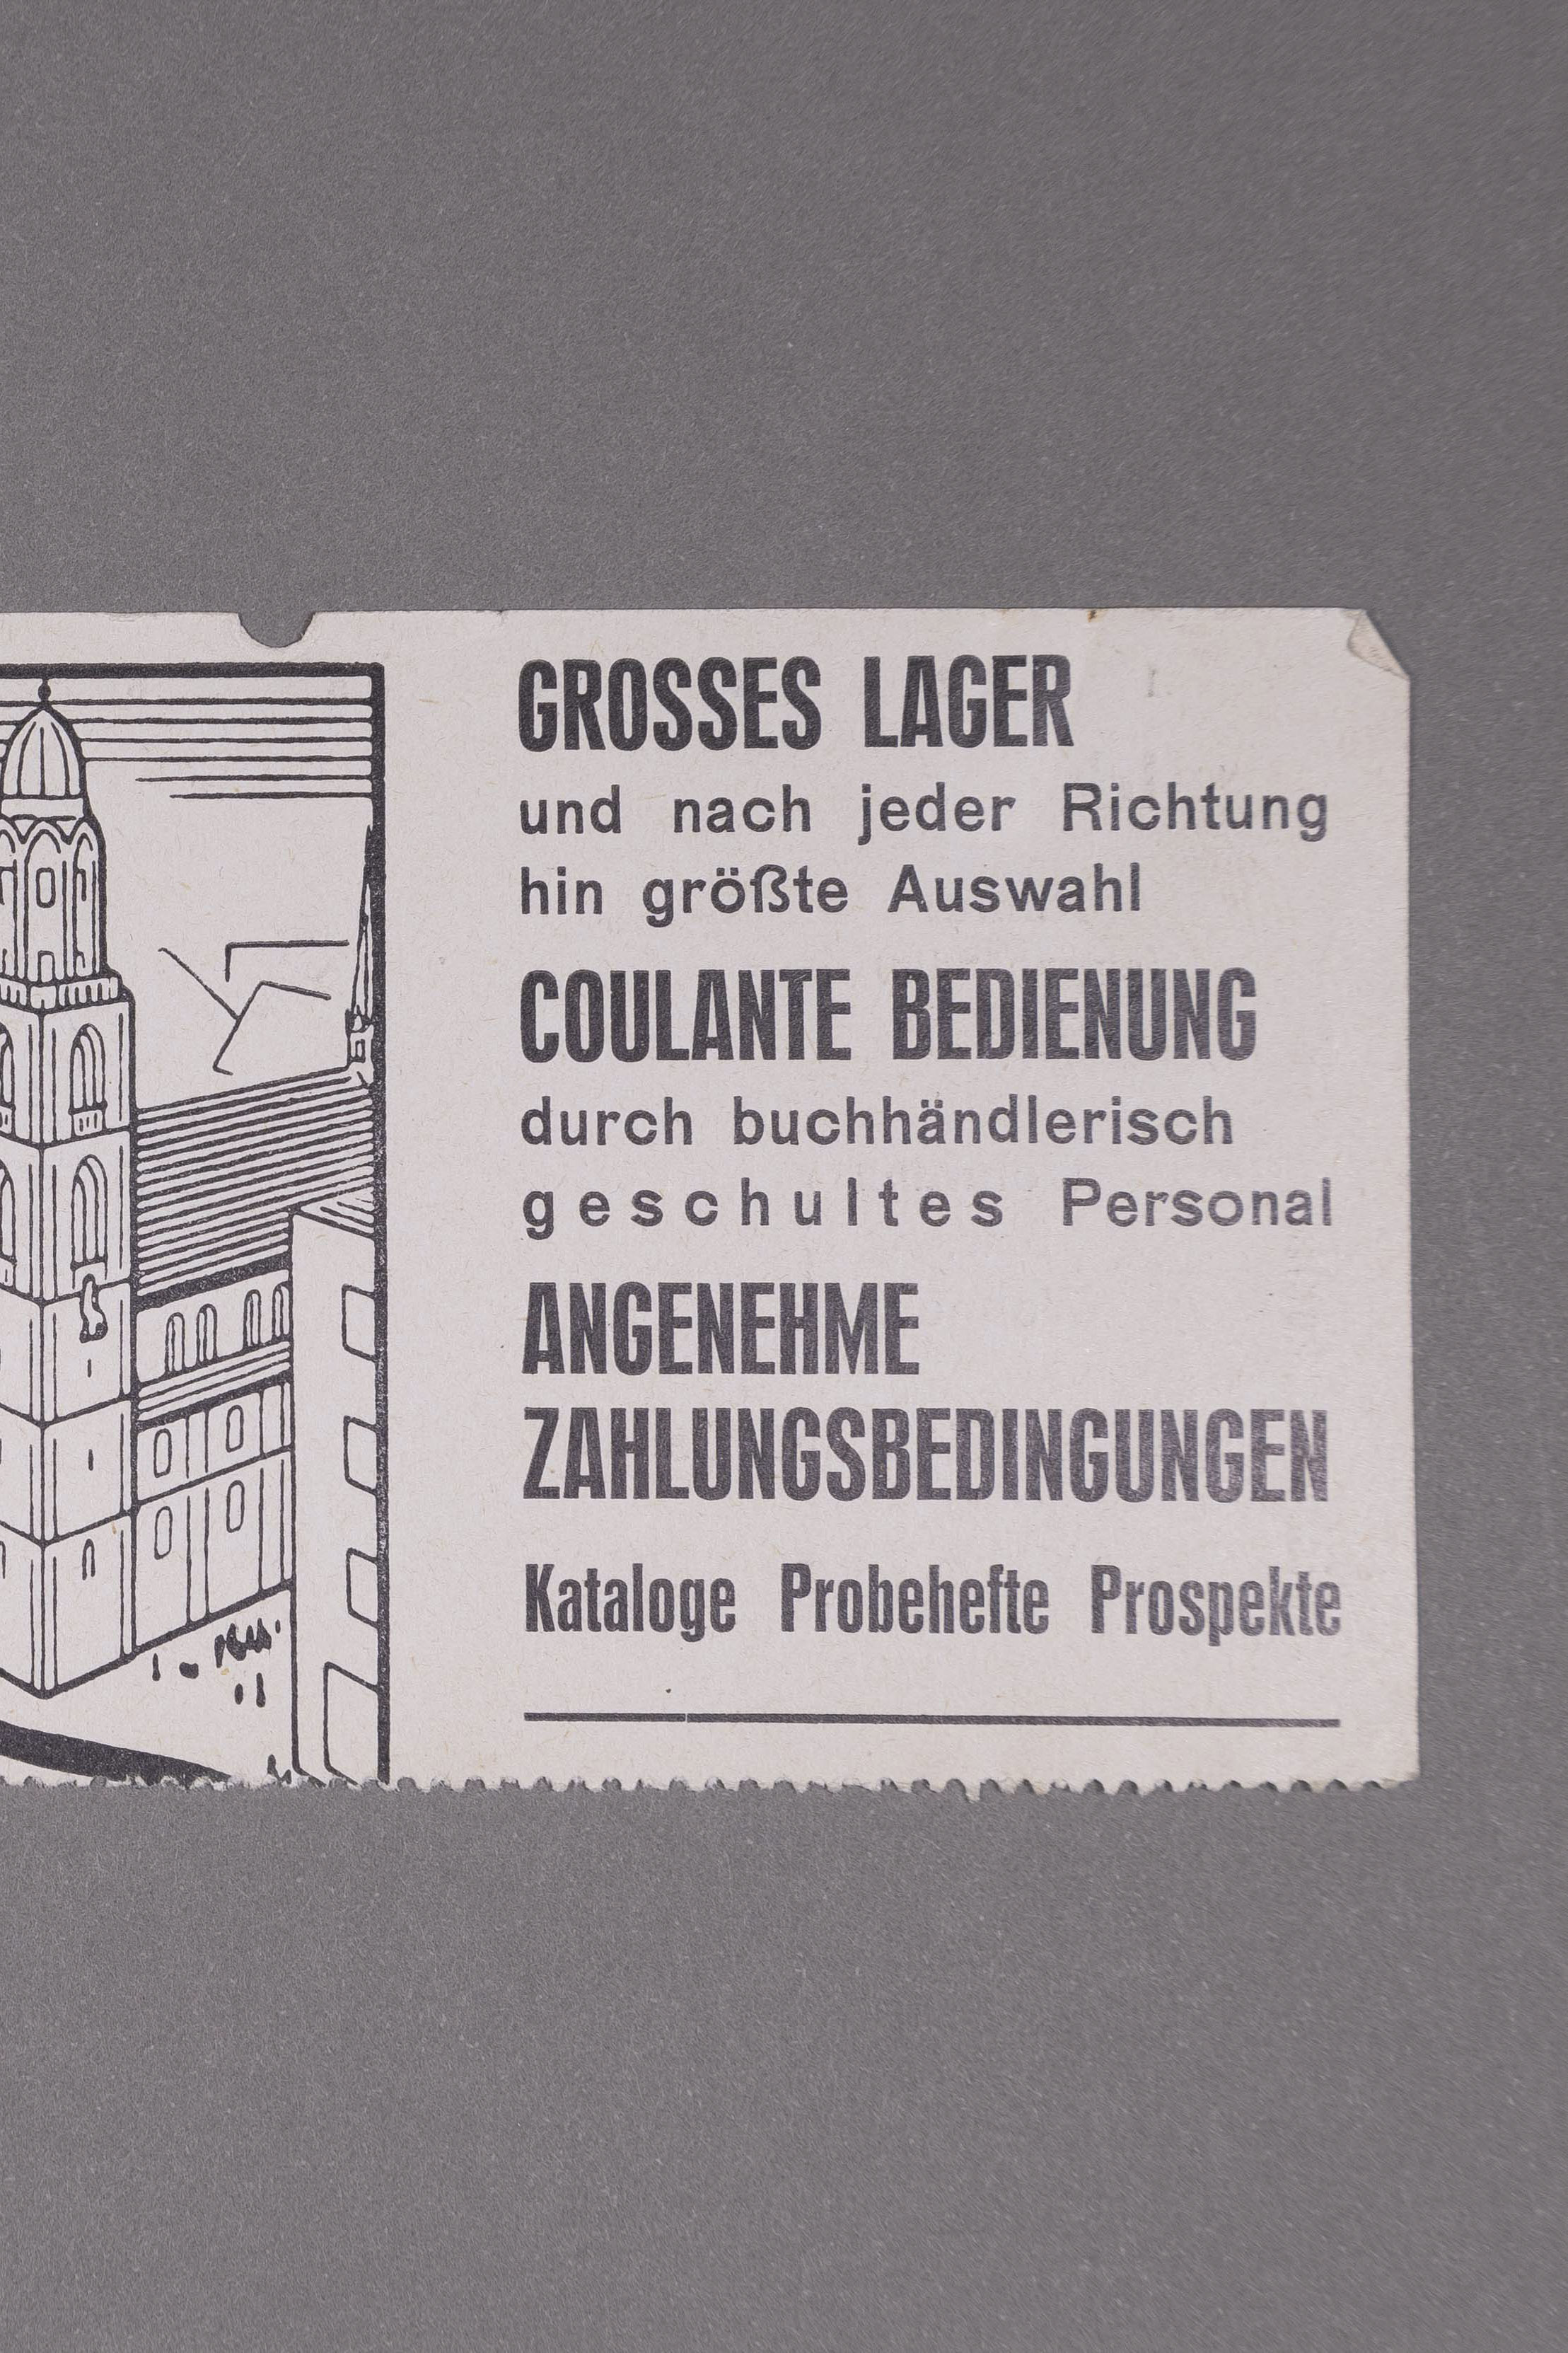 GROSSES LAGER
und nach jeder Richtung
hin größte Auswahl
COULANTE BEDIENUNG
durch buchhändlerisch
geschultes Personal
ANGENEHME
ZAHLUNGSBEDINGUNGEN
Kataloge Probehefte Prospekte